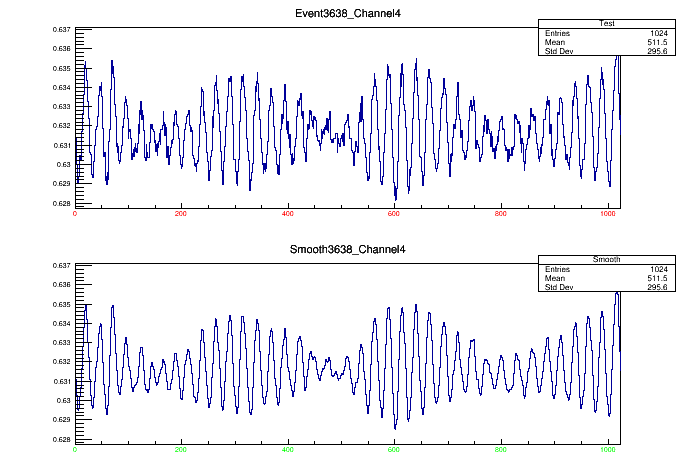 Event3638_Channel4
Test
Entries 1024
Mean 511.5
Std Dev 295.6
0.637
0.636
0.635
0.634
0.633
0.632
0.631
0.63
0.629
0.628
0 200 400 600 800 1000
Smooth3638_Channel4
Smooth
Entries 1024
Mean 511.5
Std Dev 295.6
0.637
0.636
0.635
0.634
0.633
0.632
0.631
0.63
0.629
0.628
0 200 400 600 800 1000